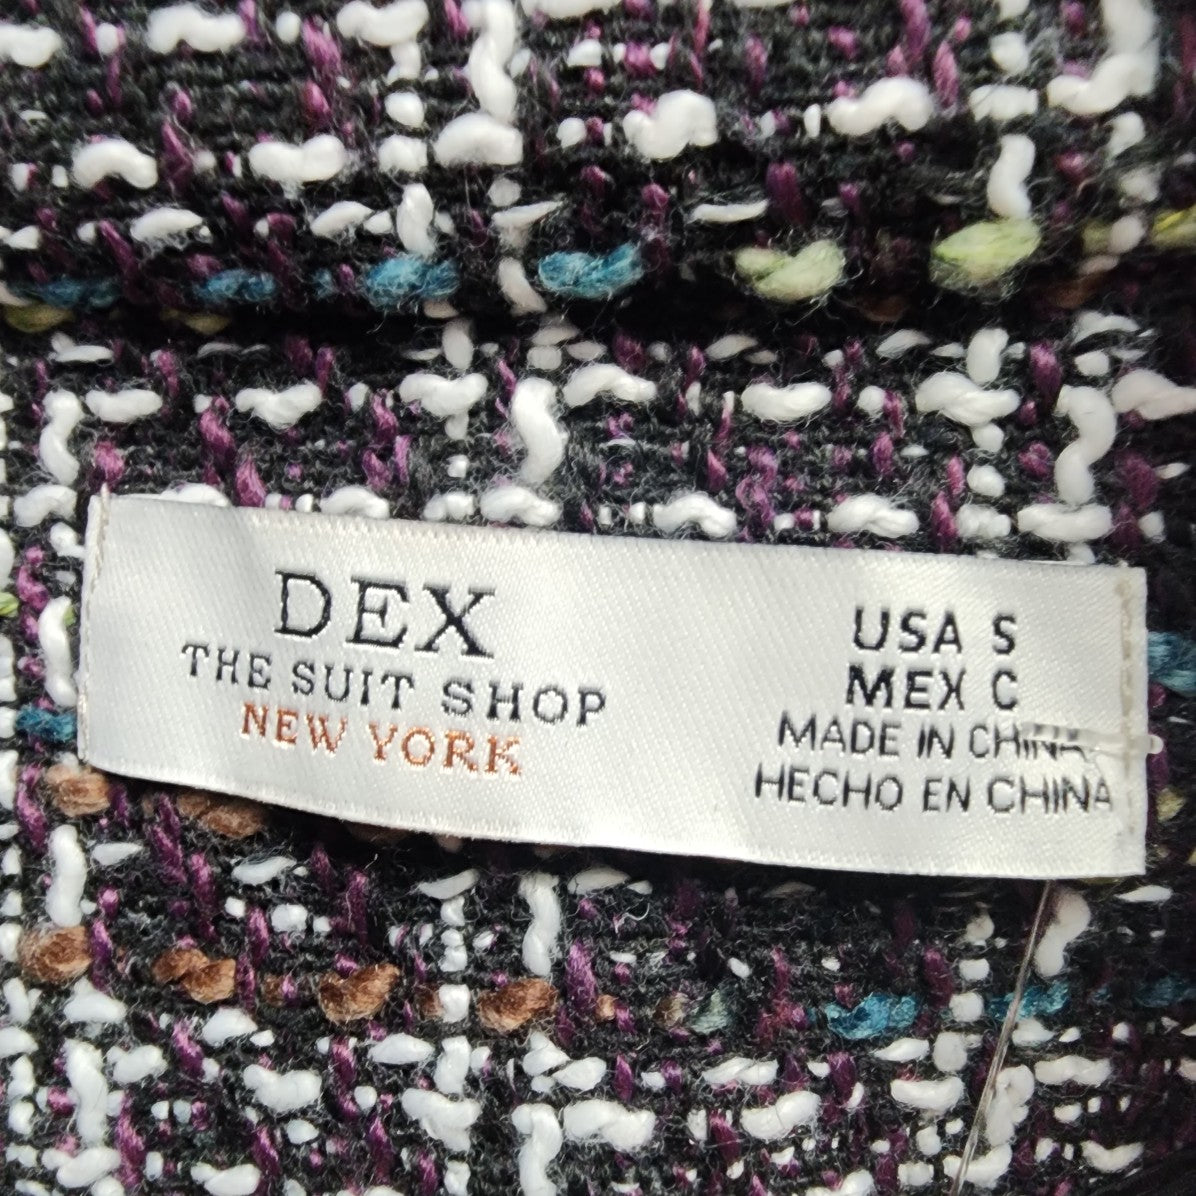 DEX
THE SUIT SHOP
NEW YORK
USA S
MEX C
MADE IN CHINA
HECHO EN CHINA